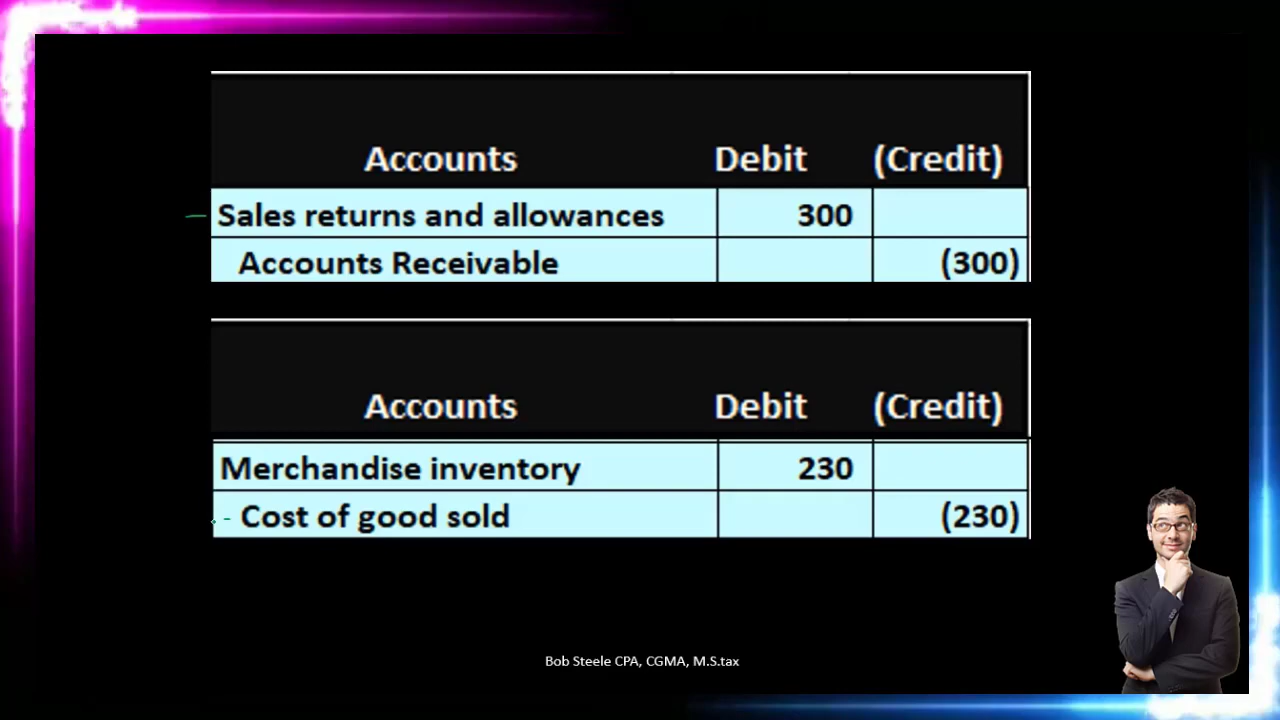 Accounts Debit (Credit)
Sales returns and allowances 300
Accounts Receivable (300)
Accounts Debit (Credit)
Merchandise inventory 230
Cost of good sold (230)
Bob Steele CPA, CGMA, M.S.tax